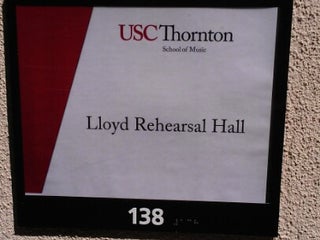 USC Thornton
School of Music
Lloyd Rehearsal Hall
138